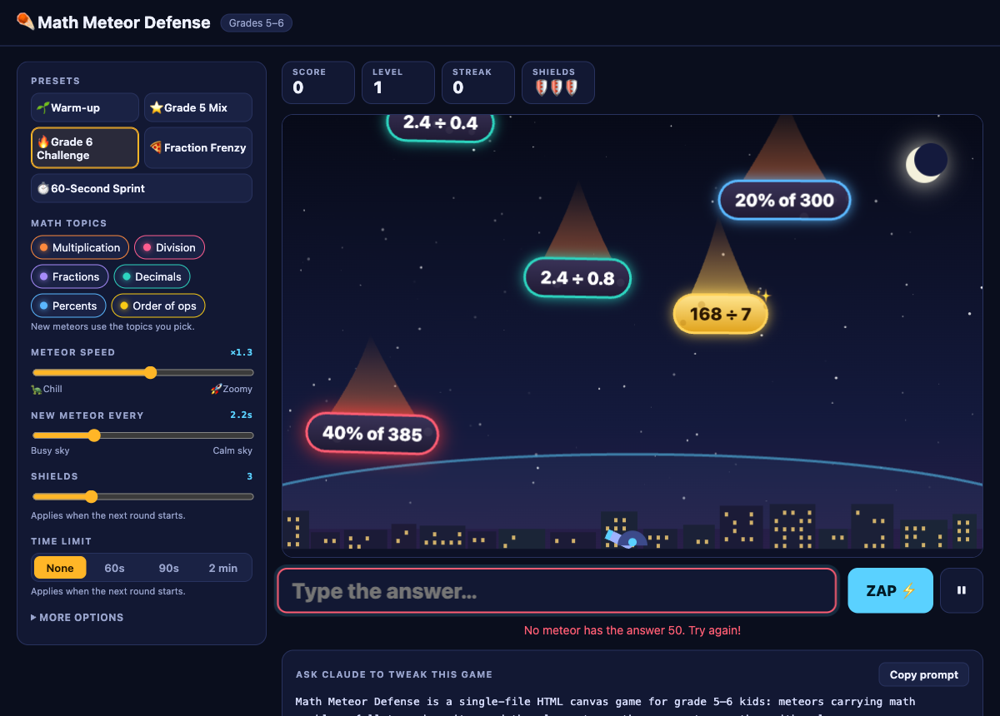 Math Meteor Defense
Grades 5–6
PRESETS
Warm-up
Grade 5 Mix
Grade 6
Challenge
Fraction Frenzy
60-Second Sprint
MATH TOPICS
Multiplication
Division
Fractions
Decimals
Percents
Order of ops
New meteors use the topics you pick.
METEOR SPEED
×1.3
Chill
Zoomy
NEW METEOR EVERY
2.2s
Busy sky
Calm sky
SHIELDS
3
Applies when the next round starts.
TIME LIMIT
None
60s
90s
2 min
Applies when the next round starts.
MORE OPTIONS
SCORE
0
LEVEL
1
STREAK
0
SHIELDS
2.4 ÷ 0.4
20% of 300
2.4 ÷ 0.8
168 ÷ 7
40% of 385
Type the answer...
ZAP
No meteor has the answer 50. Try again!
ASK CLAUDE TO TWEAK THIS GAME
Copy prompt
Math Meteor Defense is a single-file HTML canvas game for grade 5–6 kids: meteors carrying math